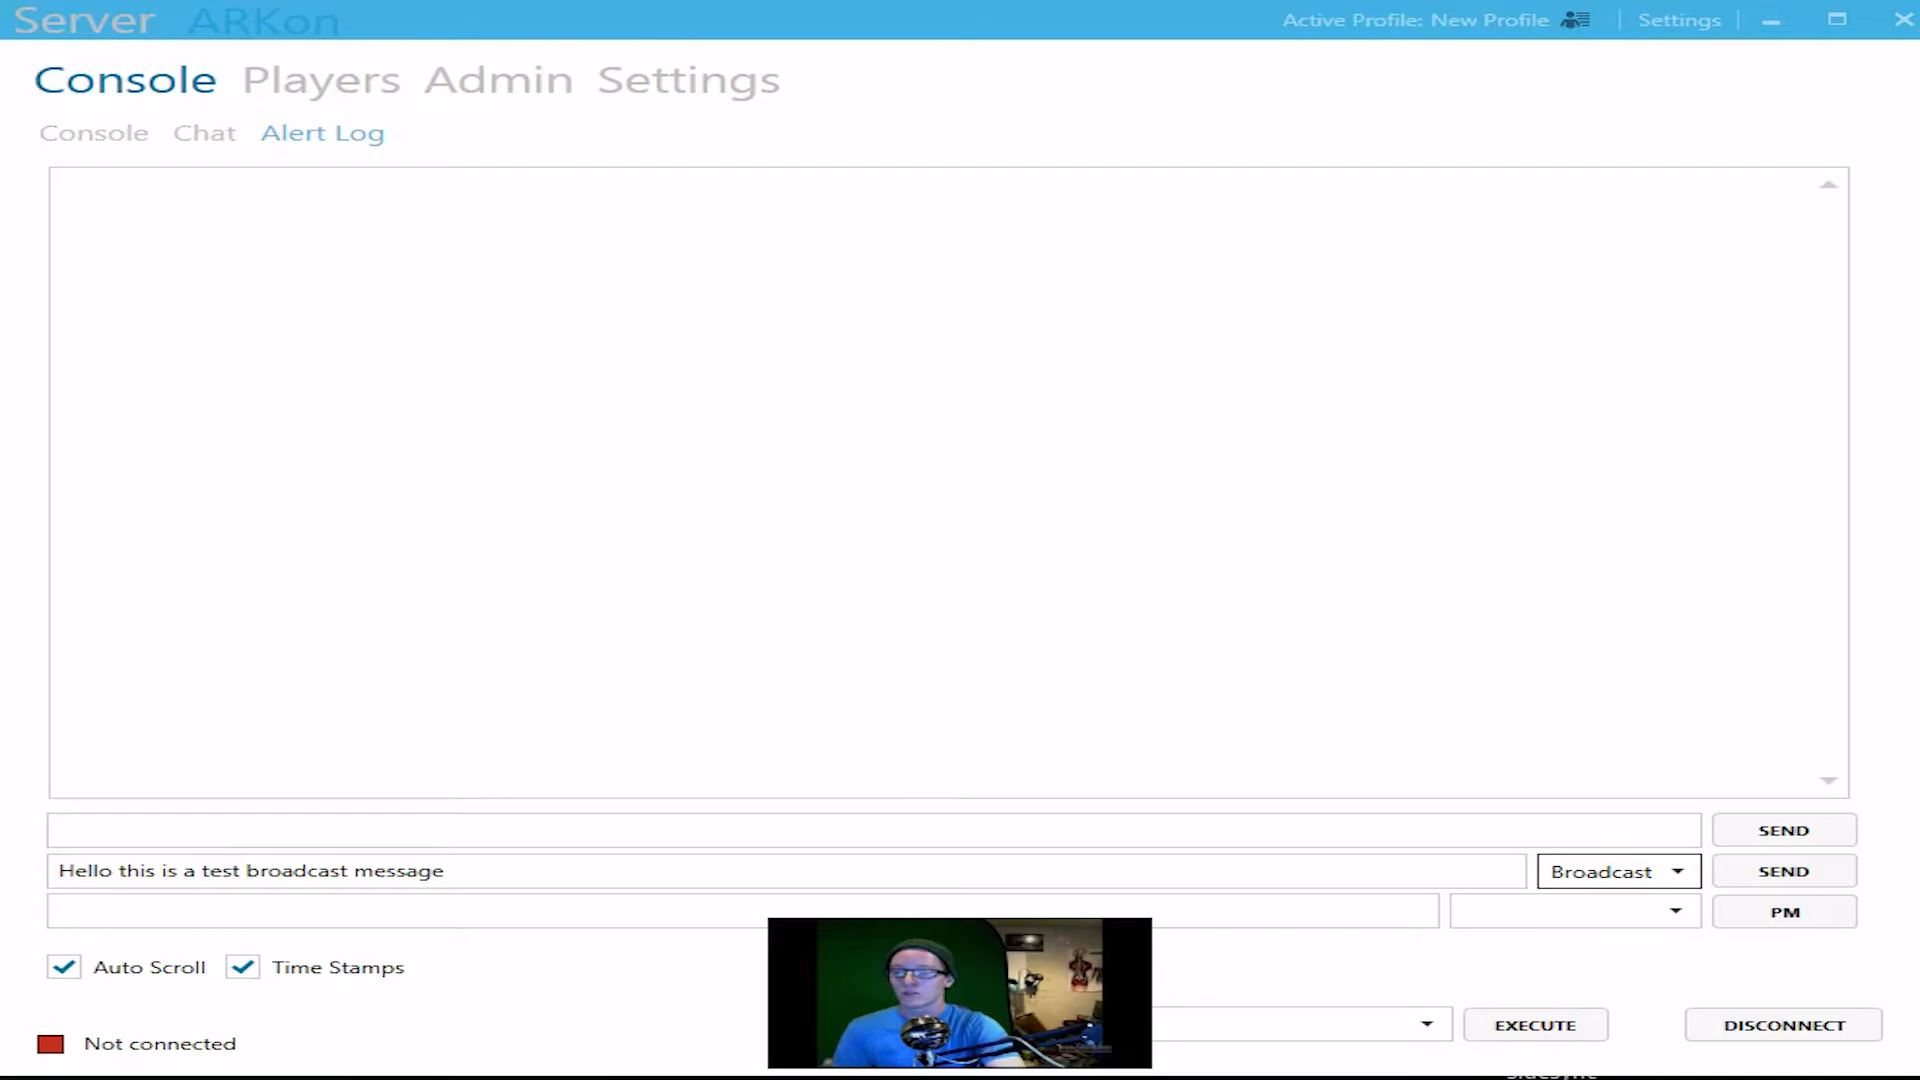 Server ARKon
Active Profile: New Profile
Settings
Console Players Admin Settings
Console Chat Alert Log
SEND
Hello this is a test broadcast message
Broadcast
SEND
PM
Auto Scroll
Time Stamps
EXECUTE
DISCONNECT
Not connected